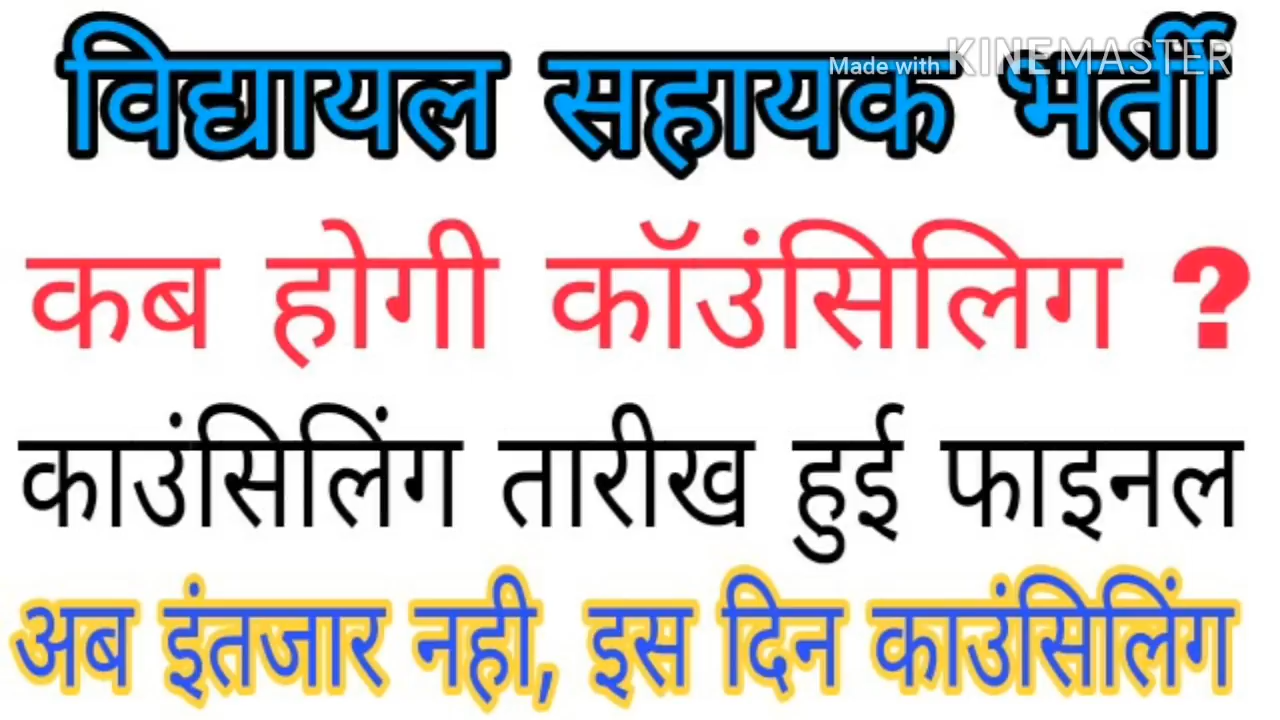 Made with KINEMASTER
विद्यायल सहायक भर्ती
कब होगी कॉउंसिलिग ?
काउंसिलिंग तारीख हुई फाइनल
अब इंतजार नही, इस दिन काउंसिलिंग